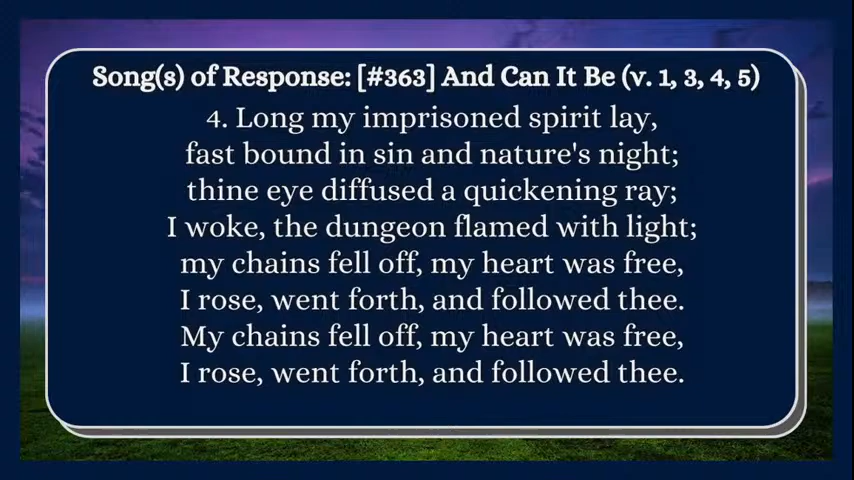 Song(s) of Response: [#363] And Can It Be (v. 1, 3, 4, 5)
4. Long my imprisoned spirit lay,
fast bound in sin and nature's night;
thine eye diffused a quickening ray;
I woke, the dungeon flamed with light;
my chains fell off, my heart was free,
I rose, went forth, and followed thee.
My chains fell off, my heart was free,
I rose, went forth, and followed thee.